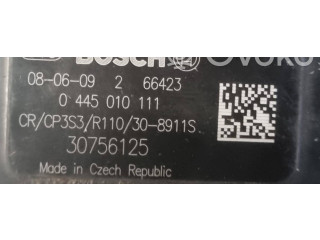 BOSCH
08-06-09 2 66423
0 445 010 111
CR/CP3S3/R110/30-8911S
30756125
Made in Czech Republic